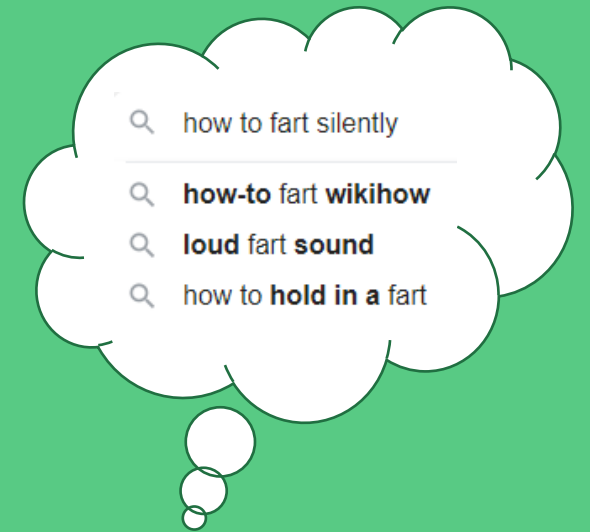 how to fart silently
how-to fart wikihow
loud fart sound
how to hold in a fart